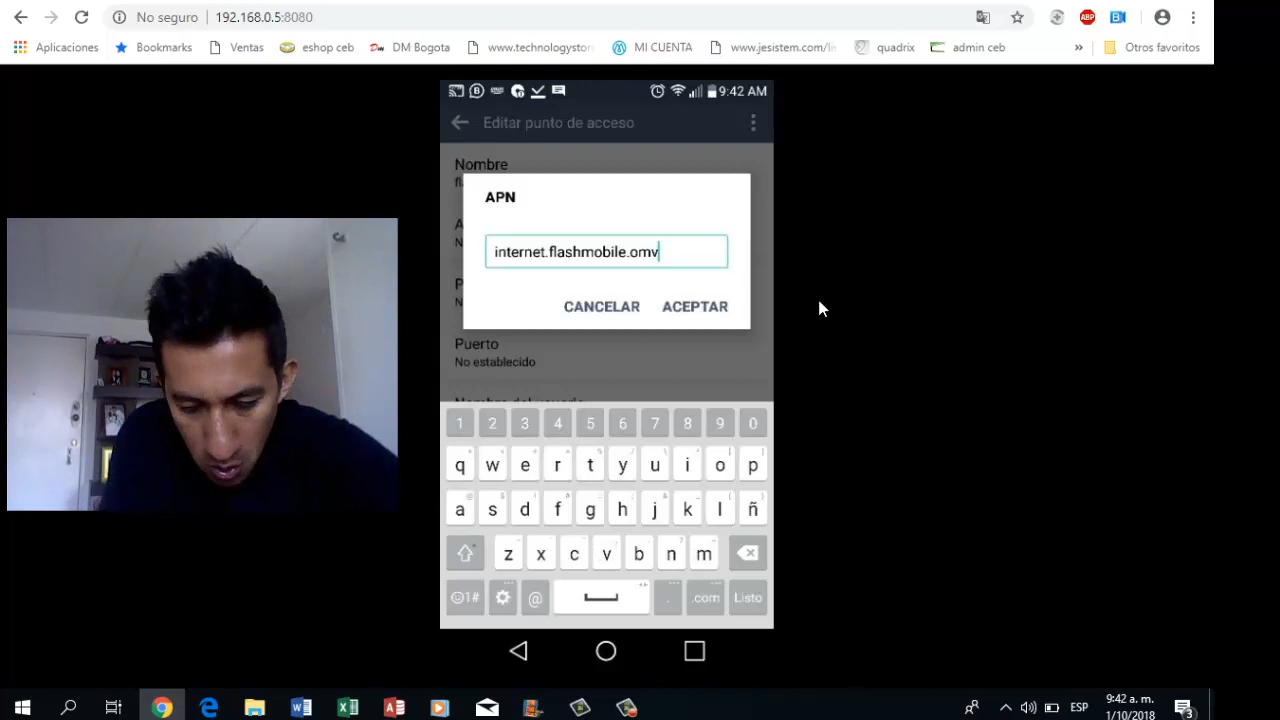 No seguro | 192.168.0.5:8080
Aplicaciones Bookmarks Ventas eshop ceb DM Bogota www.technologystor MI CUENTA www.jesistem.com/li quadrix admin ceb » Otros favoritos
9:42 AM
Editar punto de acceso
Nombre
APN
internet.flashmobile.omv
CANCELAR ACEPTAR
Puerto
No establecido
1 2 3 4 5 6 7 8 9 0
q w e r t y u i o p
a s d f g h j k l ñ
z x c v b n m
1# @ . .com Listo
9:42 a. m.
ESP
1/10/2018
3